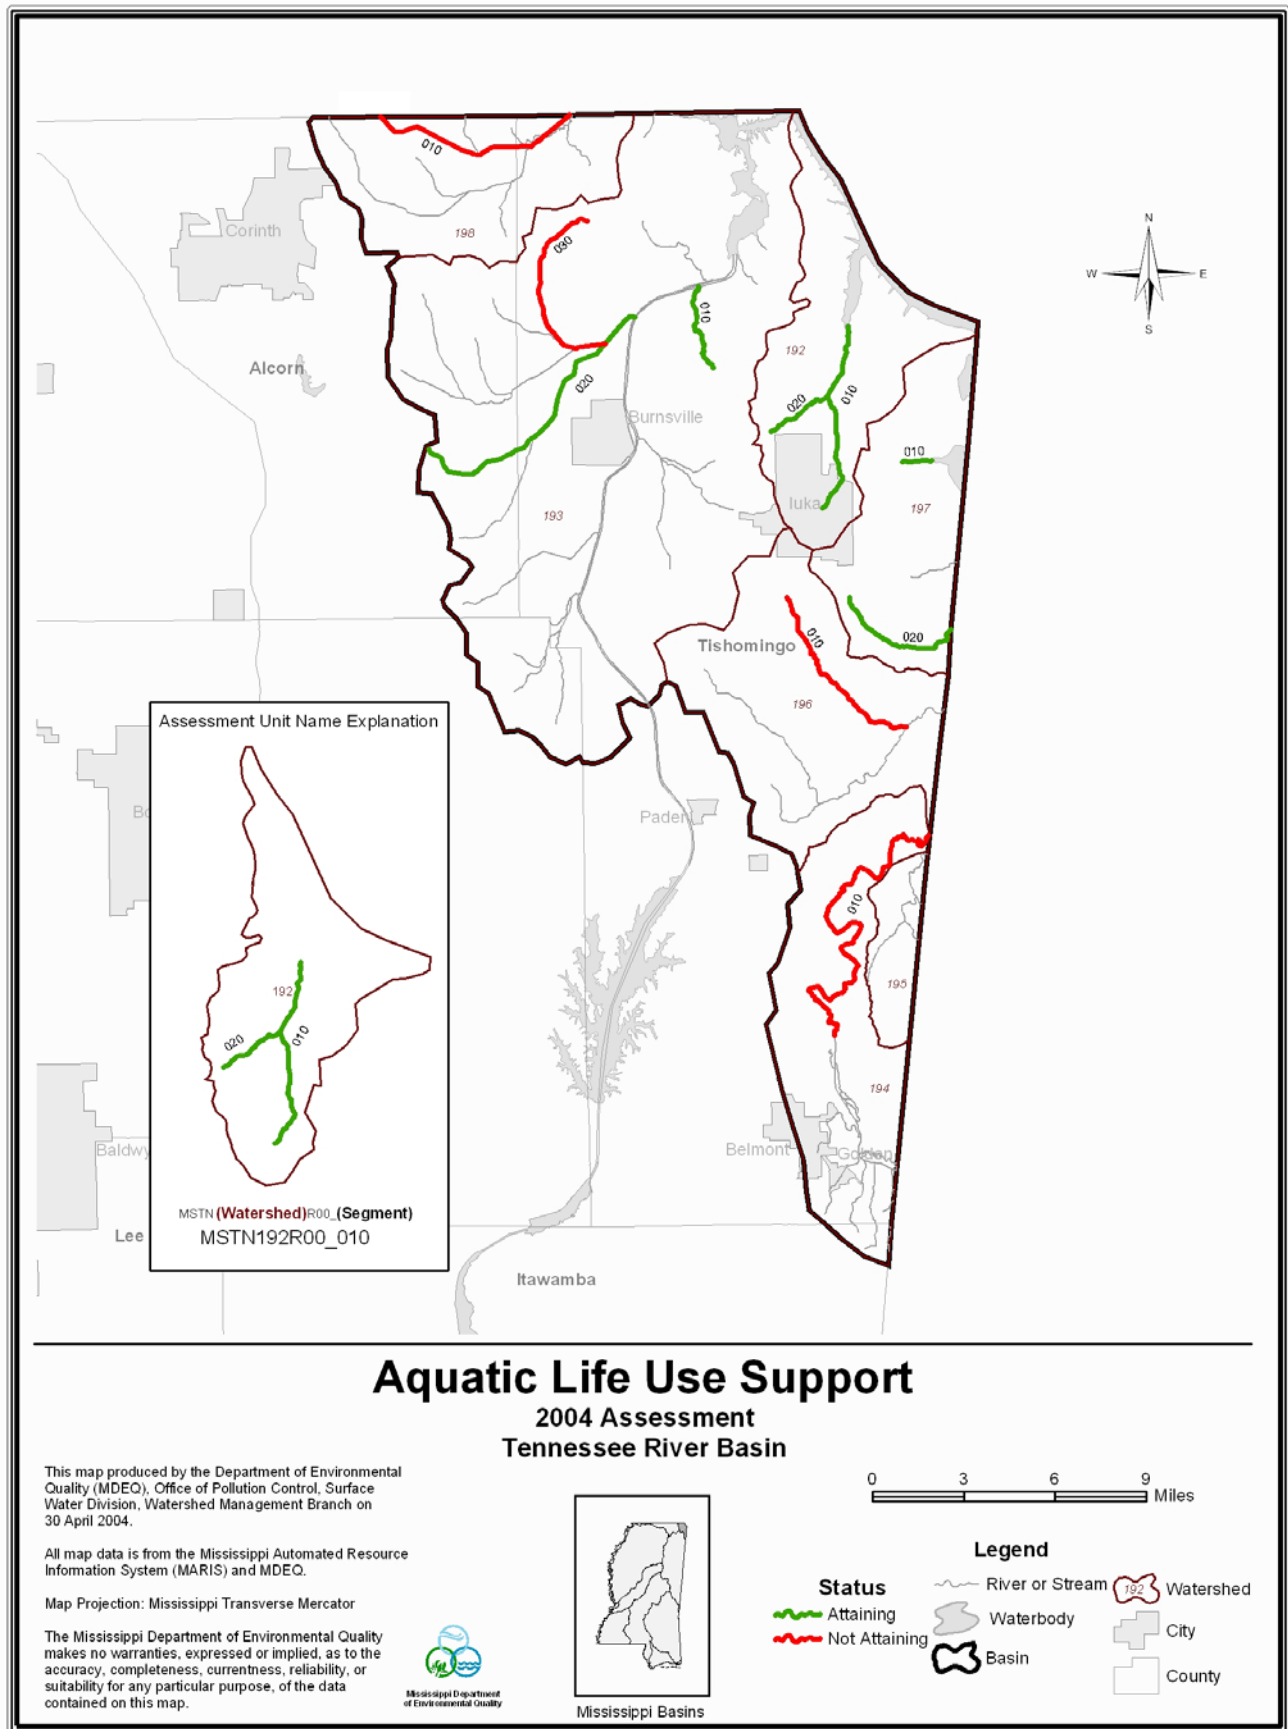 010
Corinth
198
030
N
W E
S
010
192
Alcorn
020
Burnsville
020
010
010
Iuka
197
193
010
020
Tishomingo
196
Assessment Unit Name Explanation
Paden
010
195
192
020
010
194
Belmont
Golden
Baldwy
MSTN (Watershed)R00_(Segment)
MSTN192R00_010
Lee
Itawamba
Aquatic Life Use Support
2004 Assessment
Tennessee River Basin
This map produced by the Department of Environmental
Quality (MDEQ), Office of Pollution Control, Surface
Water Division, Watershed Management Branch on
30 April 2004.
All map data is from the Mississippi Automated Resource
Information System (MARIS) and MDEQ.
Map Projection: Mississippi Transverse Mercator
The Mississippi Department of Environmental Quality
makes no warranties, expressed or implied, as to the
accuracy, completeness, currentness, reliability, or
suitability for any particular purpose, of the data
contained on this map.
Mississippi Department
of Environmental Quality
Mississippi Basins
0 3 6 9
Miles
Legend
Status
Attaining
Not Attaining
River or Stream
Waterbody
Basin
192 Watershed
City
County